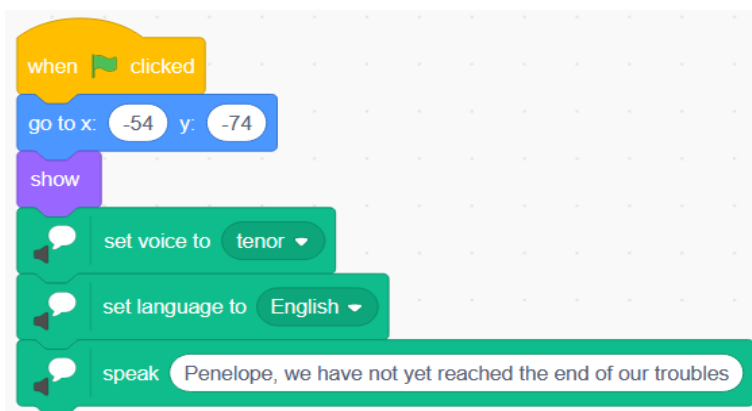 when clicked
go to x: -54 y: -74
show
set voice to tenor
set language to English
speak Penelope, we have not yet reached the end of our troubles